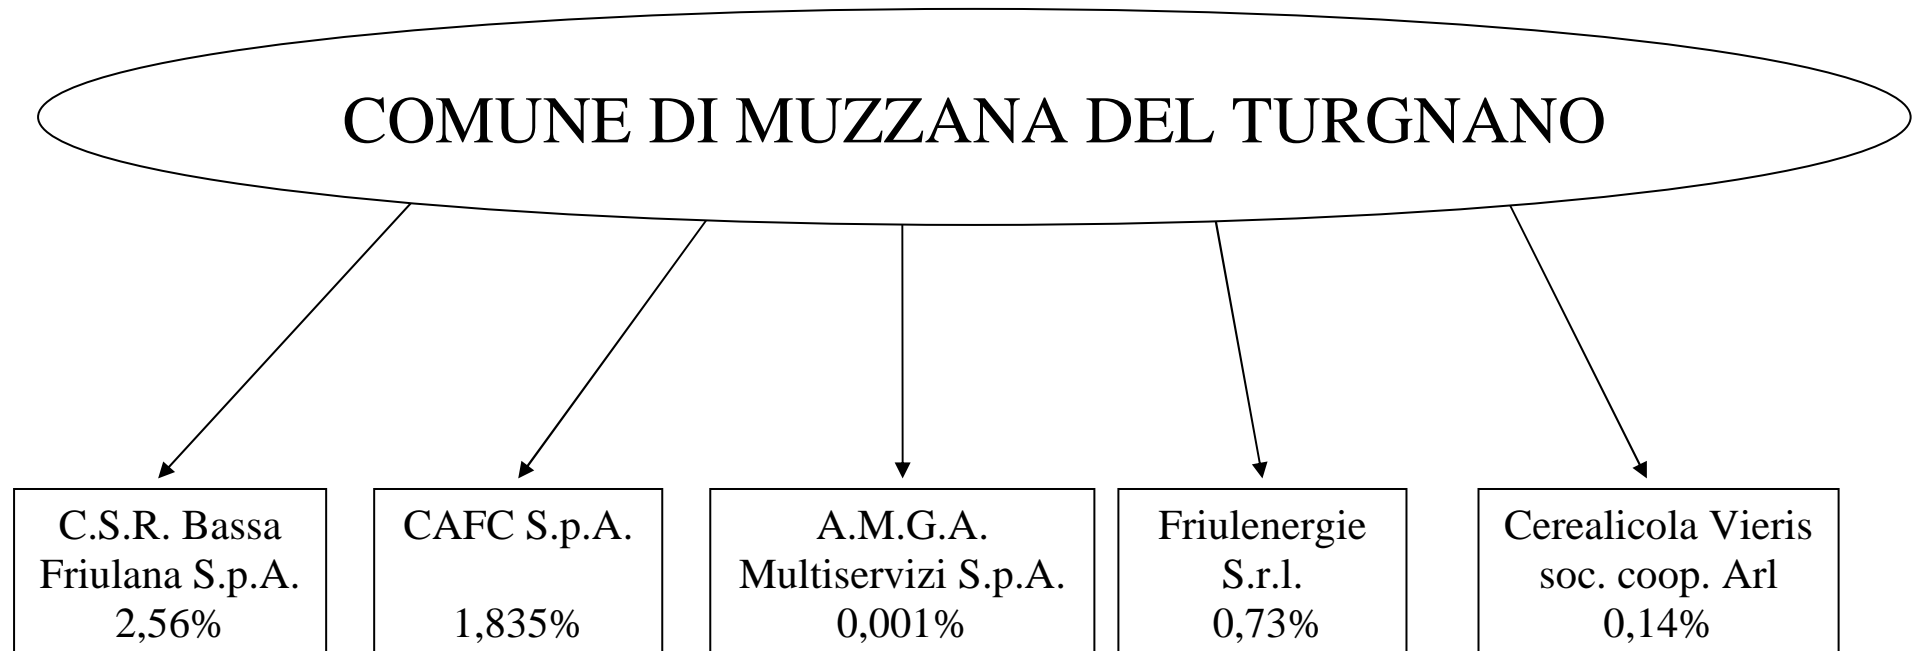 COMUNE DI MUZZANA DEL TURGNANO
C.S.R. Bassa
Friulana S.p.A.
2,56%
CAFC S.p.A.
1,835%
A.M.G.A.
Multiservizi S.p.A.
0,001%
Friulenergie
S.r.l.
0,73%
Cerealicola Vieris
soc. coop. Arl
0,14%